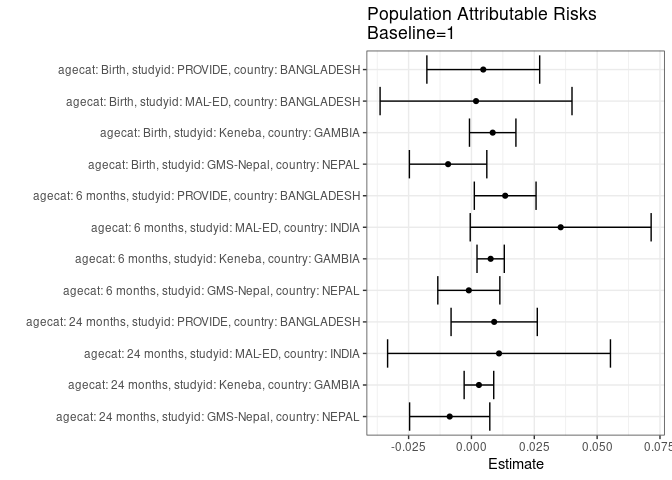 Population Attributable Risks
Baseline=1
agecat: Birth, studyid: PROVIDE, country: BANGLADESH
agecat: Birth, studyid: MAL-ED, country: BANGLADESH
agecat: Birth, studyid: Keneba, country: GAMBIA
agecat: Birth, studyid: GMS-Nepal, country: NEPAL
agecat: 6 months, studyid: PROVIDE, country: BANGLADESH
agecat: 6 months, studyid: MAL-ED, country: INDIA
agecat: 6 months, studyid: Keneba, country: GAMBIA
agecat: 6 months, studyid: GMS-Nepal, country: NEPAL
agecat: 24 months, studyid: PROVIDE, country: BANGLADESH
agecat: 24 months, studyid: MAL-ED, country: INDIA
agecat: 24 months, studyid: Keneba, country: GAMBIA
agecat: 24 months, studyid: GMS-Nepal, country: NEPAL
-0.025 0.000 0.025 0.050 0.075
Estimate